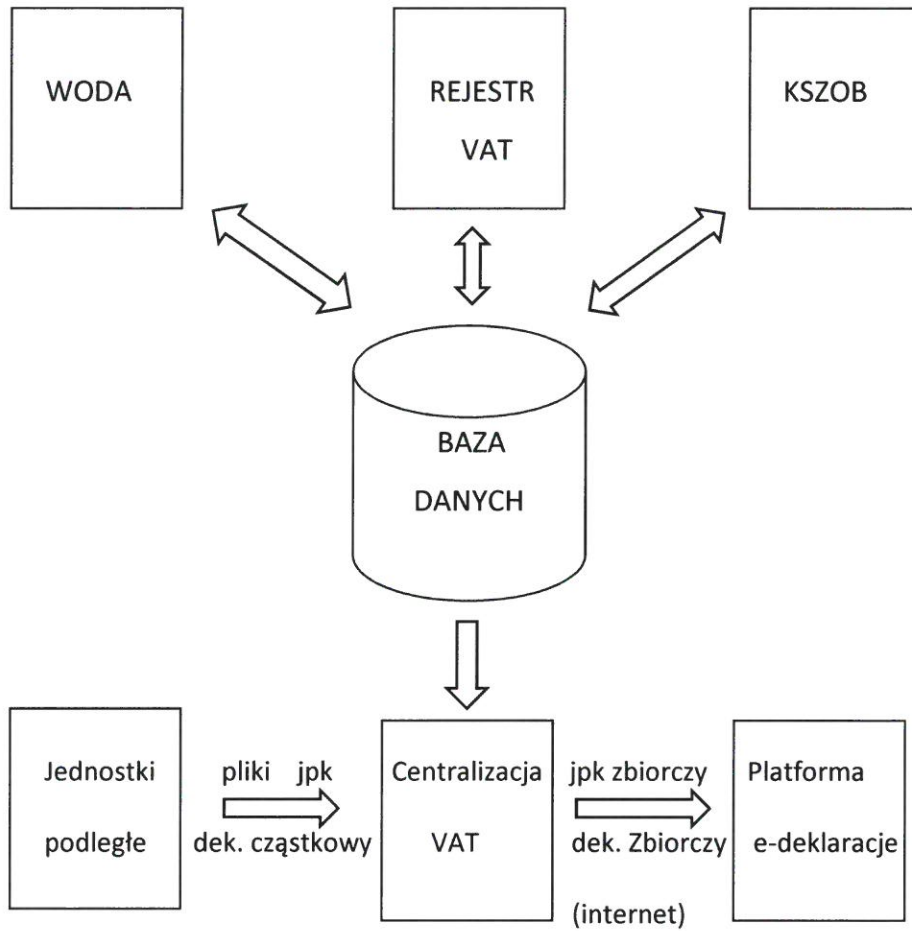 WODA
REJESTR
VAT
KSZOB
BAZA
DANYCH
Jednostki
podległe
pliki jpk
dek. cząstkowy
Centralizacja
VAT
jpk zbiorczy
dek. Zbiorczy
(internet)
Platforma
e-deklaracje